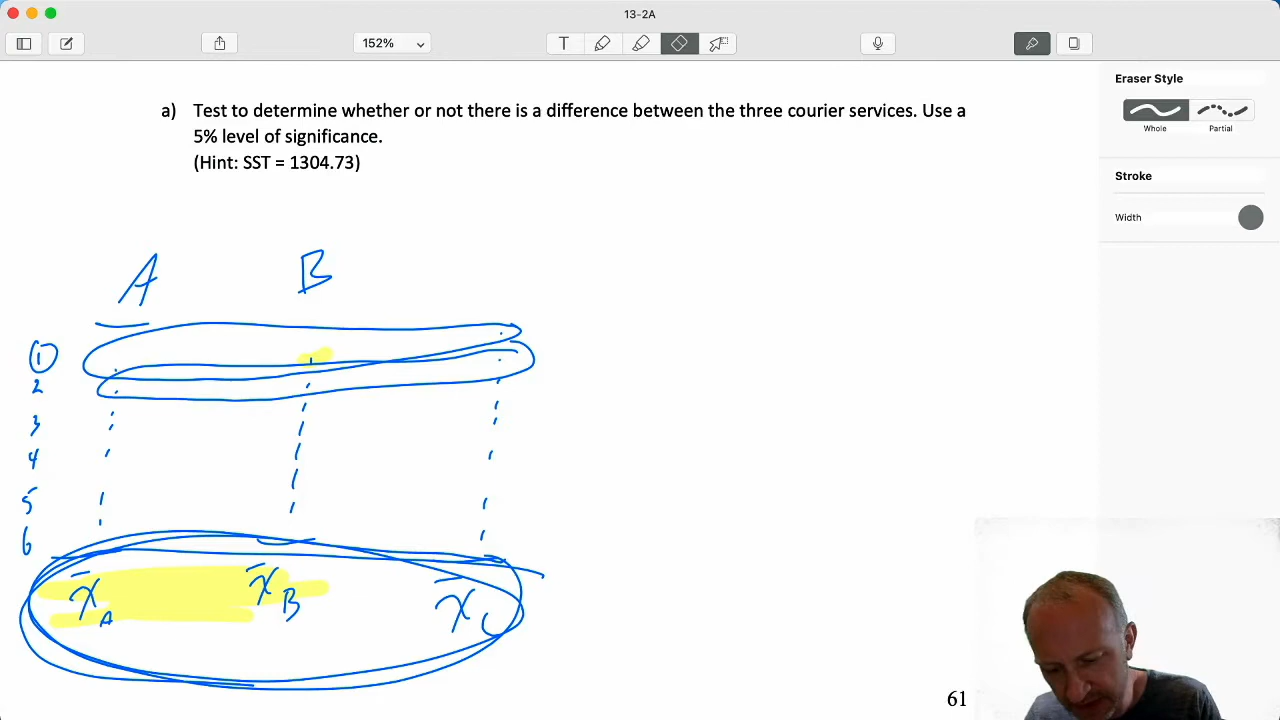 13-2A
152%
T
Eraser Style
Whole Partial
Stroke
Width
a) Test to determine whether or not there is a difference between the three courier services. Use a
5% level of significance.
(Hint: SST = 1304.73)
A B
1
2
3
4
5
6
x̄A x̄B x̄C
61